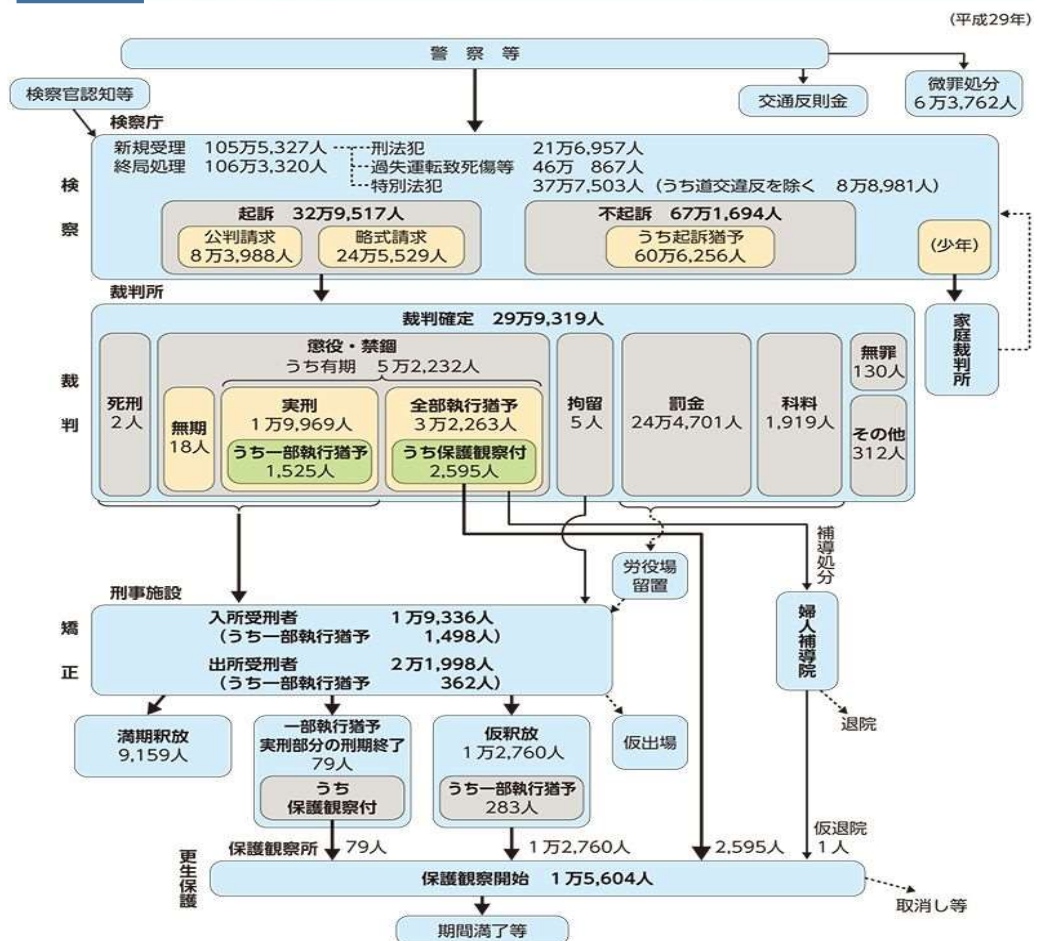 (平成29年)
警 察 等
検察官認知等
交通反則金
微罪処分
6万3,762人
検察庁
検 察
新規受理 105万5,327人 刑法犯 21万6,957人
終局処理 106万3,320人 過失運転致死傷等 46万 867人
特別法犯 37万7,503人 (うち道交違反を除く 8万8,981人)
起訴 32万9,517人
公判請求
8万3,988人
略式請求
24万5,529人
不起訴 67万1,694人
うち起訴猶予
60万6,256人
(少年)
家庭裁判所
裁判所
裁 判
裁判確定 29万9,319人
死刑
2人
懲役・禁錮
うち有期 5万2,232人
無期
18人
実刑
1万9,969人
うち一部執行猶予
1,525人
全部執行猶予
3万2,263人
うち保護観察付
2,595人
拘留
5人
罰金
24万4,701人
科料
1,919人
無罪
130人
その他
312人
労役場
留置
補導処分
婦人補導院
退院
刑事施設
矯 正
入所受刑者 1万9,336人
(うち一部執行猶予 1,498人)
出所受刑者 2万1,998人
(うち一部執行猶予 362人)
満期釈放
9,159人
一部執行猶予
実刑部分の刑期終了
79人
うち
保護観察付
仮釈放
1万2,760人
うち一部執行猶予
283人
仮出場
更生保護
保護観察所 79人
1万2,760人
2,595人
仮退院
1人
保護観察開始 1万5,604人
取消し等
期間満了等